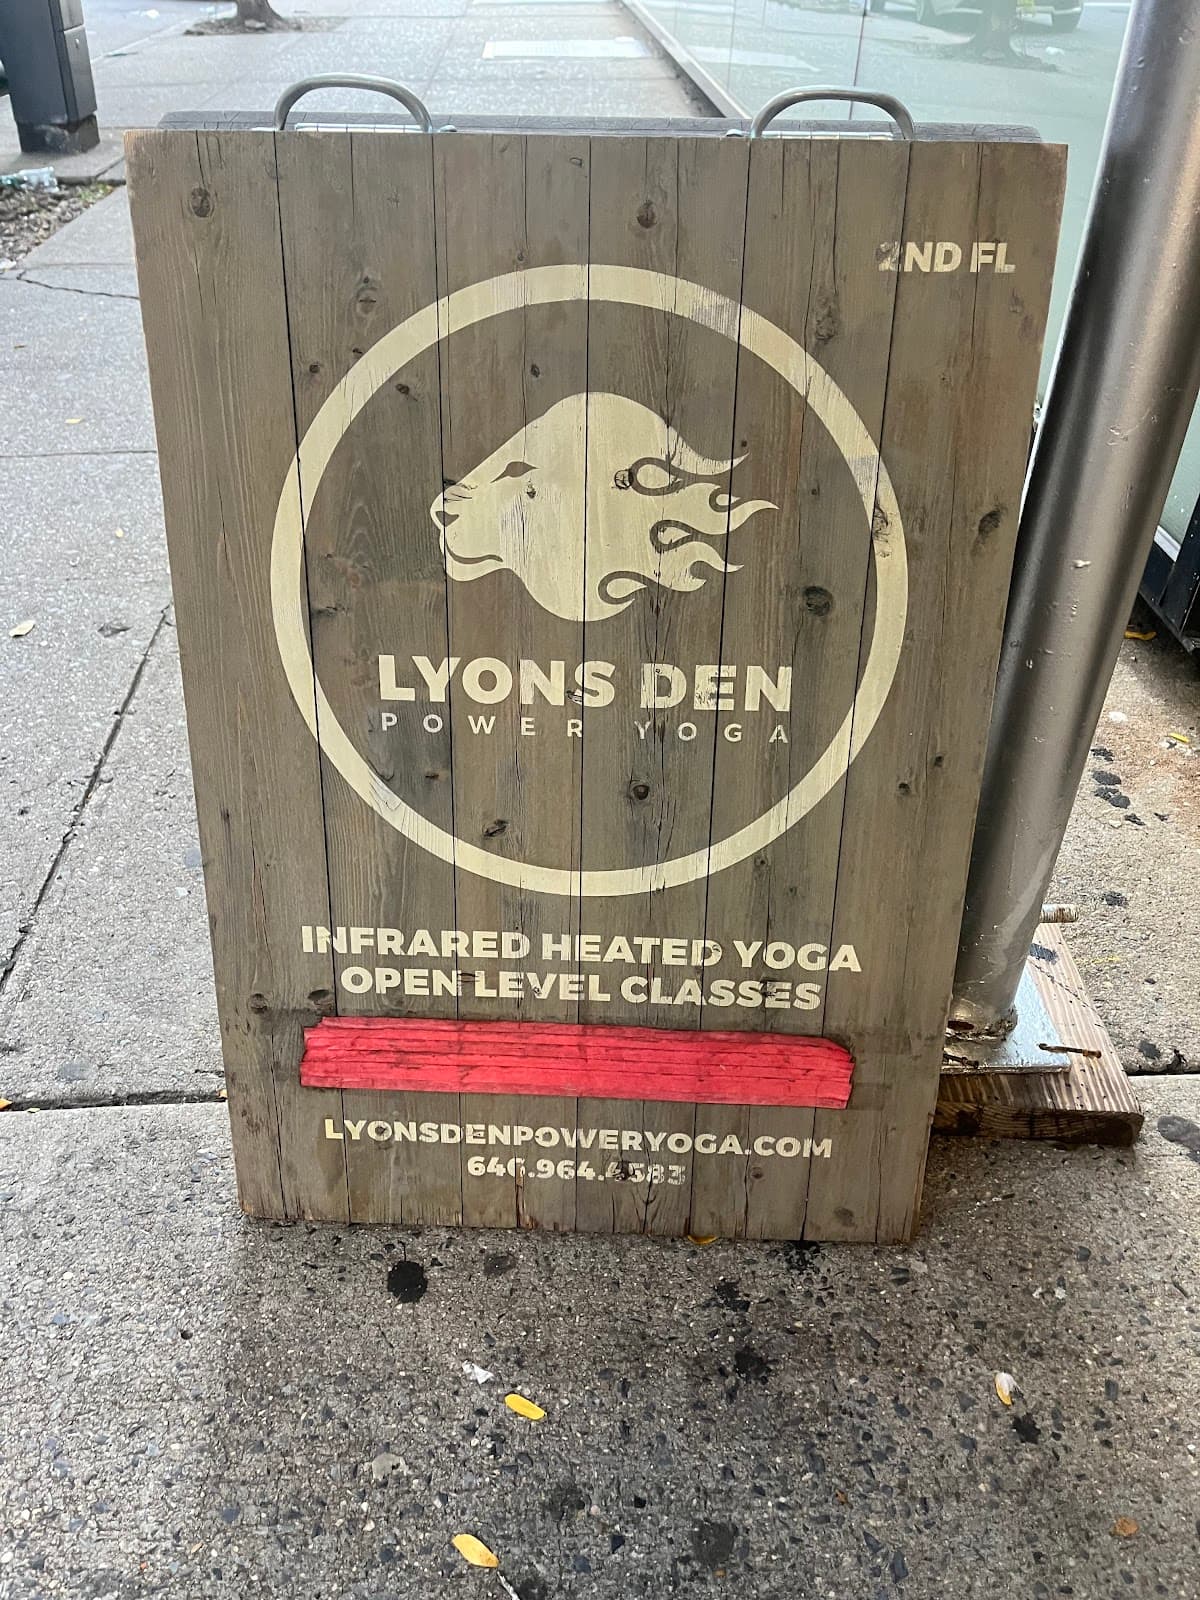 2ND FL
LYONS DEN
POWER YOGA
INFRARED HEATED YOGA
OPEN LEVEL CLASSES
LYONSDENPOWERYOGA.COM
646.964.4583